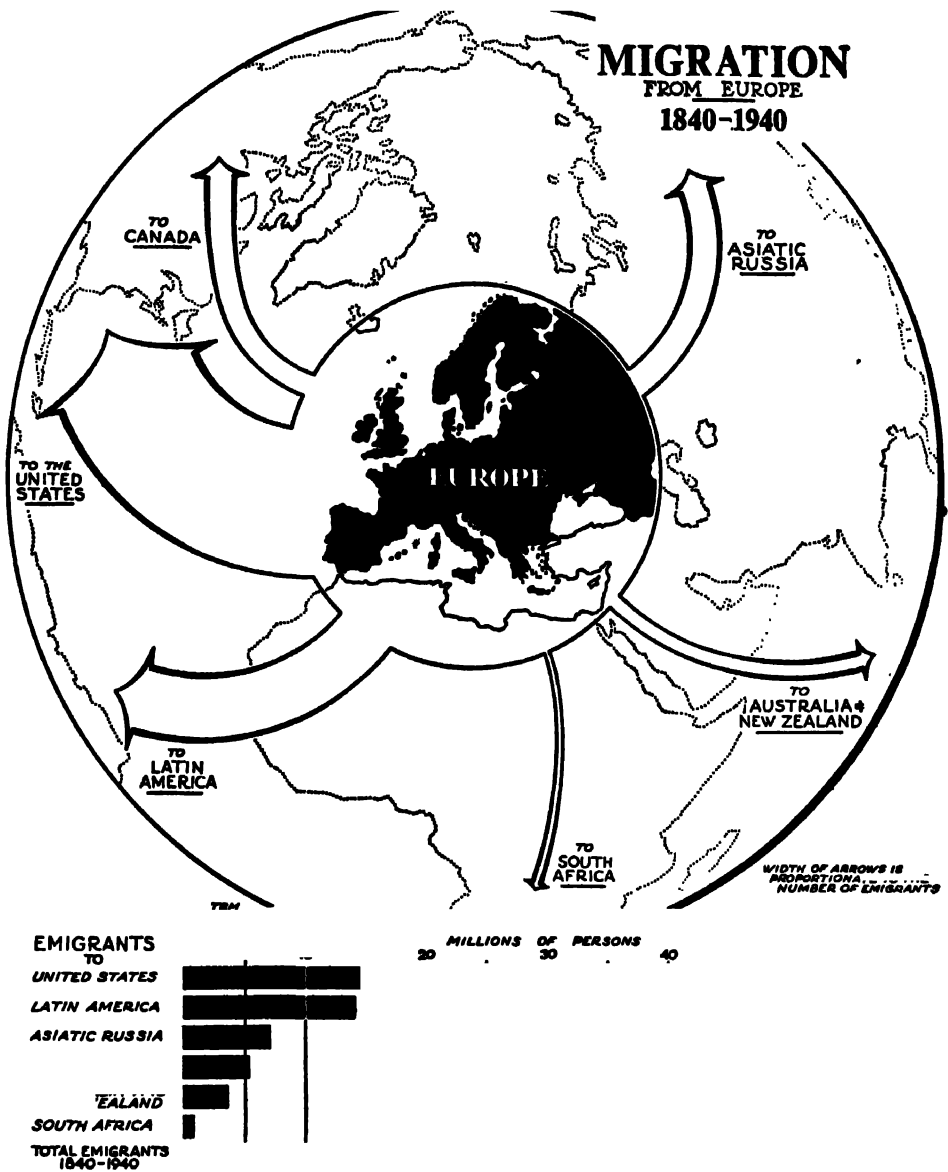 MIGRATION
FROM EUROPE
1840-1940
TO
CANADA
TO
ASIATIC
RUSSIA
EUROPE
TO THE
UNITED
STATES
TO
AUSTRALIA &
NEW ZEALAND
TO
LATIN
AMERICA
TO
SOUTH
AFRICA
WIDTH OF ARROWS IS
NUMBER OF EMIGRANTS
TRM
EMIGRANTS
TO
MILLIONS OF PERSONS
20 30 40
UNITED STATES
LATIN AMERICA
ASIATIC RUSSIA
EALAND
SOUTH AFRICA
TOTAL EMIGRANTS
1840-1940